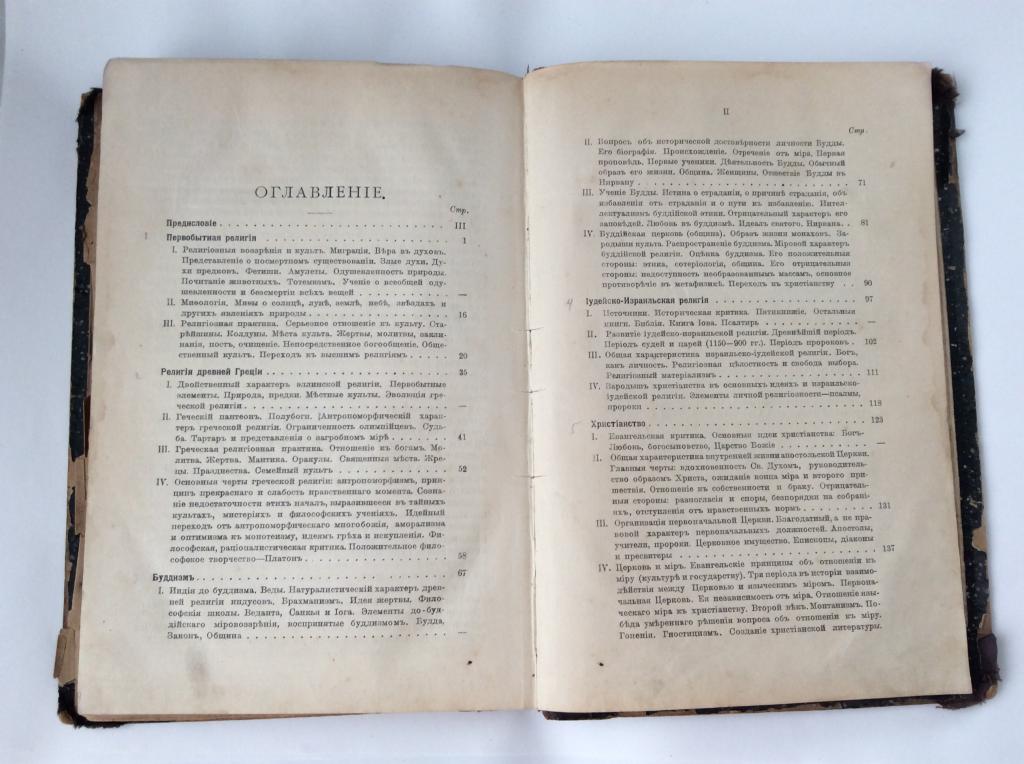 ОГЛАВЛЕНІЕ.
Стр.
Предисловіе . . . . . . . . . . . . . . . . . . . . . . . . III
Первобытная религія . . . . . . . . . . . . . . . . . . . . 1
I. Религіозныя воззрѣнія и культъ. Миграція. Вѣра въ духовъ.
Представленіе о посмертномъ существованіи. Злые духи. Ду-
хи предковъ. Фетиши. Амулеты. Одушевленность природы.
Почитаніе животныхъ. Тотемизмъ. Ученіе о всеобщей оду-
шевленности и безсмертіи всѣхъ вещей . . . . . . . . . . —
II. Миѳологія. Миѳы о солнцѣ, лунѣ, землѣ, небѣ, звѣздахъ и
другихъ явленіяхъ природы . . . . . . . . . . . . . . . 16
III. Религіозная практика. Серьезное отношеніе къ культу. Ста-
рѣйшины. Колдуны. Мѣста культа. Жертвы, молитвы, закли-
нанія, постъ, очищеніе. Непосредственное богообщеніе. Обще-
ственный культъ. Переходъ къ высшимъ религіямъ . . . . . 20
Религія древней Греціи . . . . . . . . . . . . . . . . . . 35
I. Двойственный характеръ эллинской религіи. Первобытные
элементы. Природа, предки. Мѣстные культы. Эволюція гре-
ческой религіи . . . . . . . . . . . . . . . . . . . . . —
II. Греческій пантеонъ. Полубоги. Антропоморфическій харак-
теръ греческой религіи. Ограниченность олимпійцевъ. Судь-
ба. Тартаръ и представленія о загробномъ мірѣ . . . . . . 41
III. Греческая религіозная практика. Отношеніе къ богамъ. Мо-
литва. Жертва. Мантика. Оракулы. Священныя мѣста. Жре-
цы. Празднества. Семейный культъ . . . . . . . . . . . . 52
IV. Основныя черты греческой религіи: антропоморфизмъ, прин-
ципъ прекраснаго и слабость нравственнаго момента. Созна-
ніе недостаточности этихъ началъ, выразившееся въ тайныхъ
культахъ, мистеріяхъ и философскихъ ученіяхъ. Идейный
переходъ отъ антропоморфическаго многобожія, аморализма
и оптимизма къ монотеизму, идеямъ грѣха и искупленія. Фи-
лософская, раціоналистическая критика. Положительное фило-
софское творчество—Платонъ . . . . . . . . . . . . . . . 58
Буддизмъ . . . . . . . . . . . . . . . . . . . . . . . . . 67
I. Индія до буддизма. Веды. Натуралистическій характеръ древ-
ней религіи индусовъ. Брахманизмъ. Идея жертвы. Фило-
софскія школы. Веданта, Санкья и Іога. Элементы до-буд-
дійскаго міровоззрѣнія, воспринятые буддизмомъ. Будда,
Законъ, Община . . . . . . . . . . . . . . . . . . . . . —
II
Стр.
II. Вопросъ объ исторической достовѣрности личности Будды.
Его біографія. Происхожденіе. Отреченіе отъ міра, Первая
проповѣдь. Первые ученики. Дѣятельность Будды. Обычный
образъ его жизни. Община. Женщины. Отшествіе Будды въ
Нирвану . . . . . . . . . . . . . . . . . . . . . . . . 71
III. Ученіе Будды. Истина о страданіи, о причинѣ страданія, объ
избавленіи отъ страданія и о пути къ избавленію. Интел-
лектуализмъ буддійской этики. Отрицательный характеръ его
заповѣдей. Любовь въ буддизмѣ. Идеалъ святого. Нирвана . . 81
IV. Буддійская церковь (община). Образъ жизни монаховъ. За-
родыши культа. Распространеніе буддизма. Міровой характеръ
буддійской религіи. Оцѣнка буддизма. Его положительныя
стороны: этика, сотеріологія, община. Его отрицательныя
стороны: недоступность необразованнымъ массамъ, основное
противорѣчіе въ метафизикѣ. Переходъ къ христіанству . . 90
4
Іудейско-Израильская религія . . . . . . . . . . . . . . . 97
I. Источники. Историческая критика. Пятикнижіе. Остальныя
книги. Библіи. Книга Іова. Псалтирь . . . . . . . . . . —
II. Развитіе іудейско-израильской религіи. Древнѣйшій періодъ.
Періодъ судей и царей (1150—900 гг.). Періодъ пророковъ . 102
III. Общая характеристика израильско-іудейской религіи. Богъ,
какъ личность. Религіозная цѣлостность и свобода выбора.
Религіозный матеріализмъ . . . . . . . . . . . . . . . . 111
IV. Зародышъ христіанства въ основныхъ идеяхъ и израильско-
іудейской религіи. Элементы личной религіозности—псалмы,
пророки . . . . . . . . . . . . . . . . . . . . . . . . 118
5
Христіанство . . . . . . . . . . . . . . . . . . . . . . . 123
I. Евангельская критика. Основныя идеи христіанства: Богъ-
Любовь, богосыновство, Царство Божіе . . . . . . . . . . —
II. Общая характеристика внутренней жизни апостольской Церкви.
Главныя черты: вдохновенность Св. Духомъ, руководитель-
ство образомъ Христа, ожиданіе конца міра и второго при-
шествія. Отношеніе къ собственности и браку. Отрицатель-
ныя стороны: разногласія и споры, безпорядки на собрані-
яхъ, отступленія отъ нравственныхъ нормъ . . . . . . . . 131
III. Организація первоначальной Церкви. Благодатный, а не пра-
вовой характеръ первоначальныхъ должностей. Апостолы,
учителя, пророки. Церковное имущество. Епископы, діаконы
и пресвитеры . . . . . . . . . . . . . . . . . . . . . . 137
IV. Церковь и міръ. Евангельскіе принципы объ отношеніи къ
міру (культурѣ и государству). Три періода въ исторіи взаимо-
дѣйствія между Церковью и языческимъ міромъ. Первона-
чальная Церковь. Ея независимость отъ міра. Отношеніе язы-
ческаго міра къ христіанству. Второй вѣкъ. Монтанизмъ. По-
бѣда умѣреннаго рѣшенія вопроса объ отношеніи къ міру.
Гоненія. Гностицизмъ. Созданіе христіанской литературы.